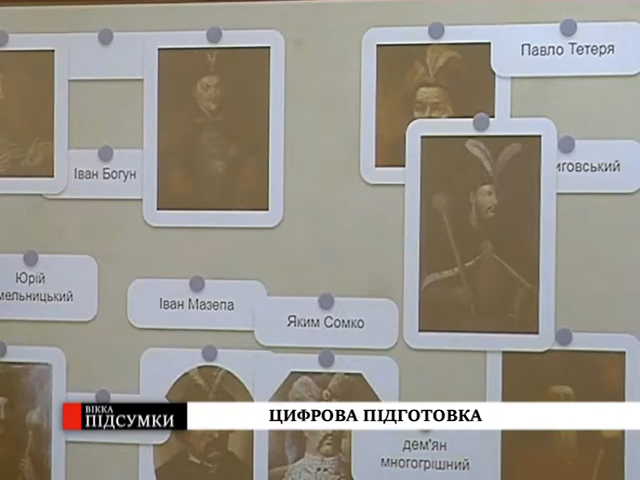 Павло Тетеря
Іван Богун
иговський
Юрій
мельницький
Іван Мазепа
Яким Сомко
ВІККА
ПІДСУМКИ
ЦИФРОВА ПІДГОТОВКА
дем'ян
многогрішний